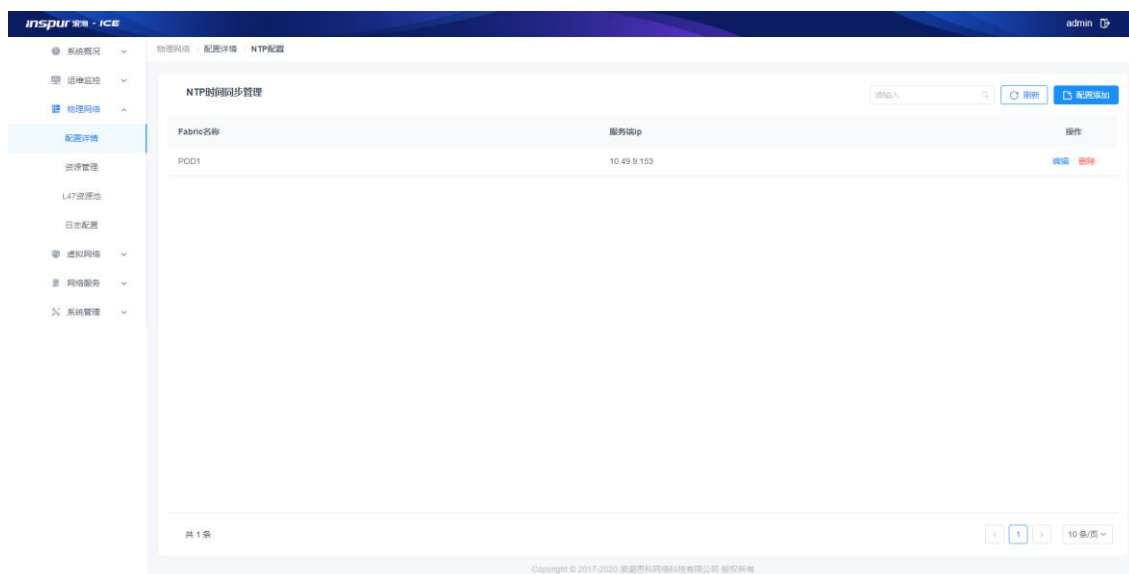 inspur 浪潮 - ICE
admin
系统概况
运维监控
物理网络
配置详情
资源管理
L47资源池
日志配置
虚拟网络
网络服务
系统管理
物理网络 / 配置详情 / NTP配置
NTP时间同步管理
请输入
刷新
配置添加
Fabric名称 服务端ip 操作
POD1 10.49.9.153 编辑 删除
共 1 条
1
10 条/页
Copyright © 2017-2020 浪潮思科网络科技有限公司 版权所有